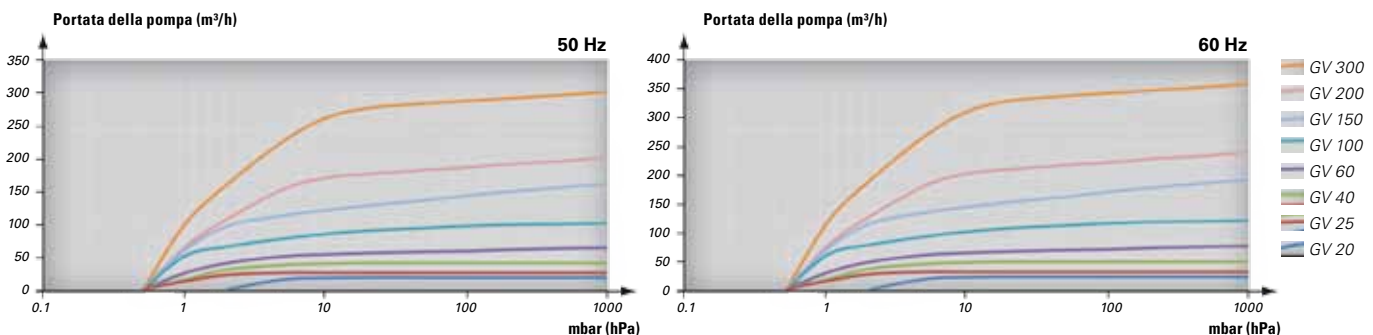 Portata della pompa (m³/h)
50 Hz
350
300
250
200
150
100
50
0
0.1
1
10
100
1000
mbar (hPa)
Portata della pompa (m³/h)
60 Hz
400
350
300
250
200
150
100
50
0
0.1
1
10
100
1000
mbar (hPa)
GV 300
GV 200
GV 150
GV 100
GV 60
GV 40
GV 25
GV 20